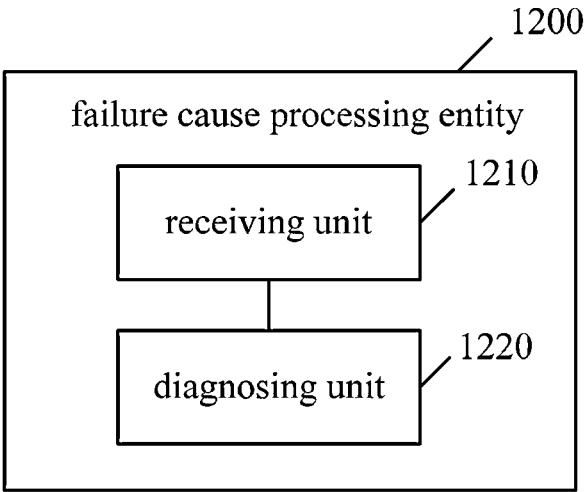 1200
failure cause processing entity
1210
receiving unit
1220
diagnosing unit